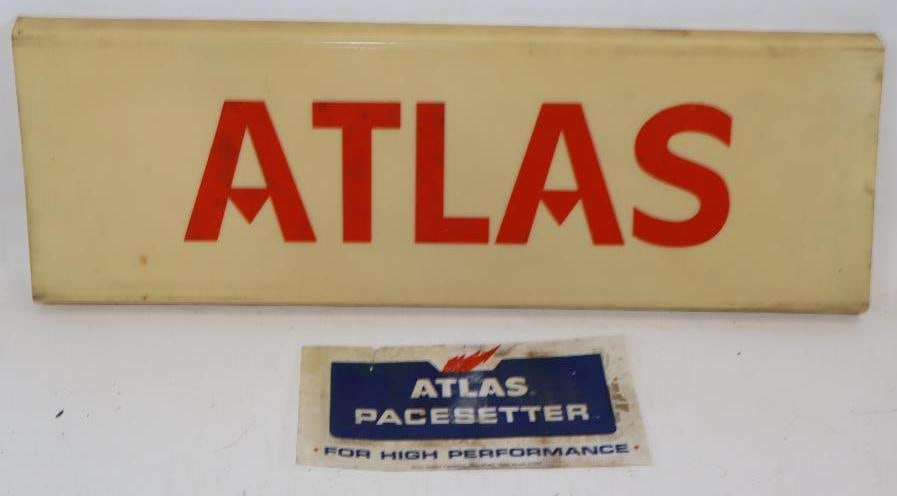 ATLAS
ATLAS
PACESETTER
• FOR HIGH PERFORMANCE •